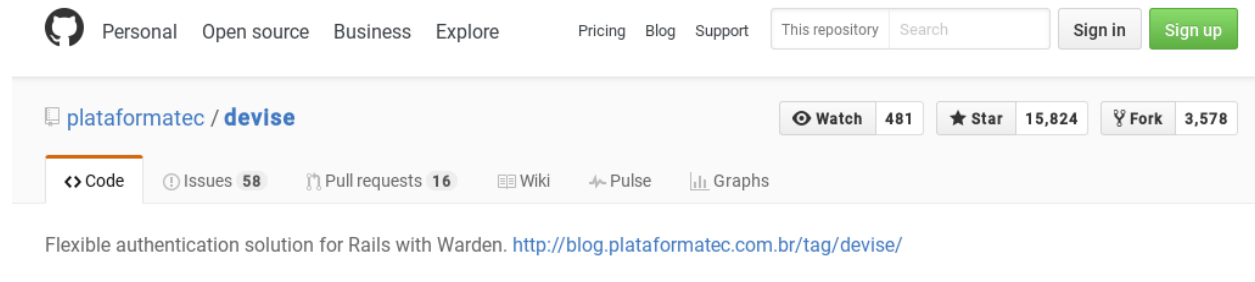 Personal Open source Business Explore Pricing Blog Support This repository Search Sign in Sign up
plataformatec / devise Watch 481 Star 15,824 Fork 3,578
Code Issues 58 Pull requests 16 Wiki Pulse Graphs
Flexible authentication solution for Rails with Warden. http://blog.plataformatec.com.br/tag/devise/